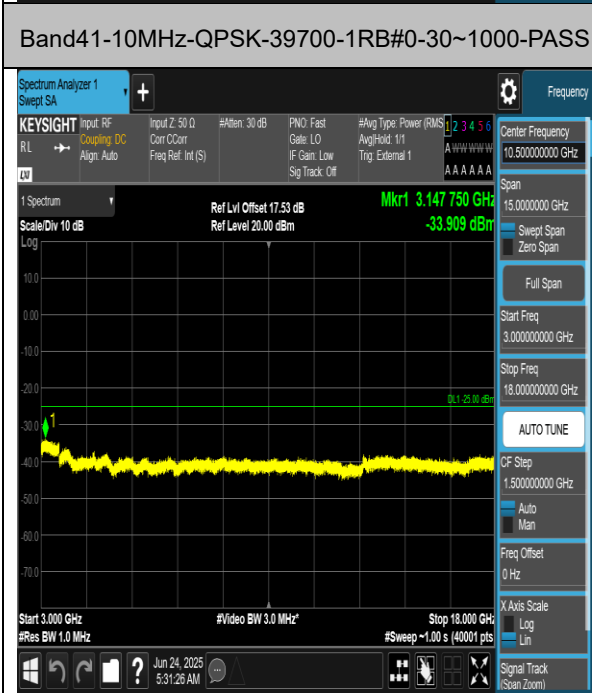 Band41-10MHz-QPSK-39700-1RB#0-30~1000-PASS
Spectrum Analyzer 1
Swept SA
+
Frequency
KEYSIGHT
Input: RF
Input Z: 50 Ω
#Atten: 30 dB
PNO: Fast
#Avg Type: Power (RMS
1 2 3 4 5 6
RL
Coupling: DC
Corr CCorr
Gate: LO
Avg|Hold: 1/1
A W W W W W
Align: Auto
Freq Ref: Int (S)
IF Gain: Low
Trig: External 1
Sig Track: Off
A A A A A A
LXI
1 Spectrum
Ref Lvl Offset 17.53 dB
Mkr1 3.147 750 GHz
Scale/Div 10 dB
Ref Level 20.00 dBm
-33.909 dBm
Log
10.0
0.00
-10.0
-20.0
DL1 -25.00 dBm
-30.0
1
-40.0
-50.0
-60.0
-70.0
Start 3.000 GHz
#Video BW 3.0 MHz*
Stop 18.000 GHz
#Res BW 1.0 MHz
#Sweep ~1.00 s (40001 pts
Center Frequency
10.500000000 GHz
Span
15.0000000 GHz
Swept Span
Zero Span
Full Span
Start Freq
3.000000000 GHz
Stop Freq
18.000000000 GHz
AUTO TUNE
CF Step
1.500000000 GHz
Auto
Man
Freq Offset
0 Hz
X Axis Scale
Log
Lin
Signal Track
(Span Zoom)
?
Jun 24, 2025
5:31:26 AM